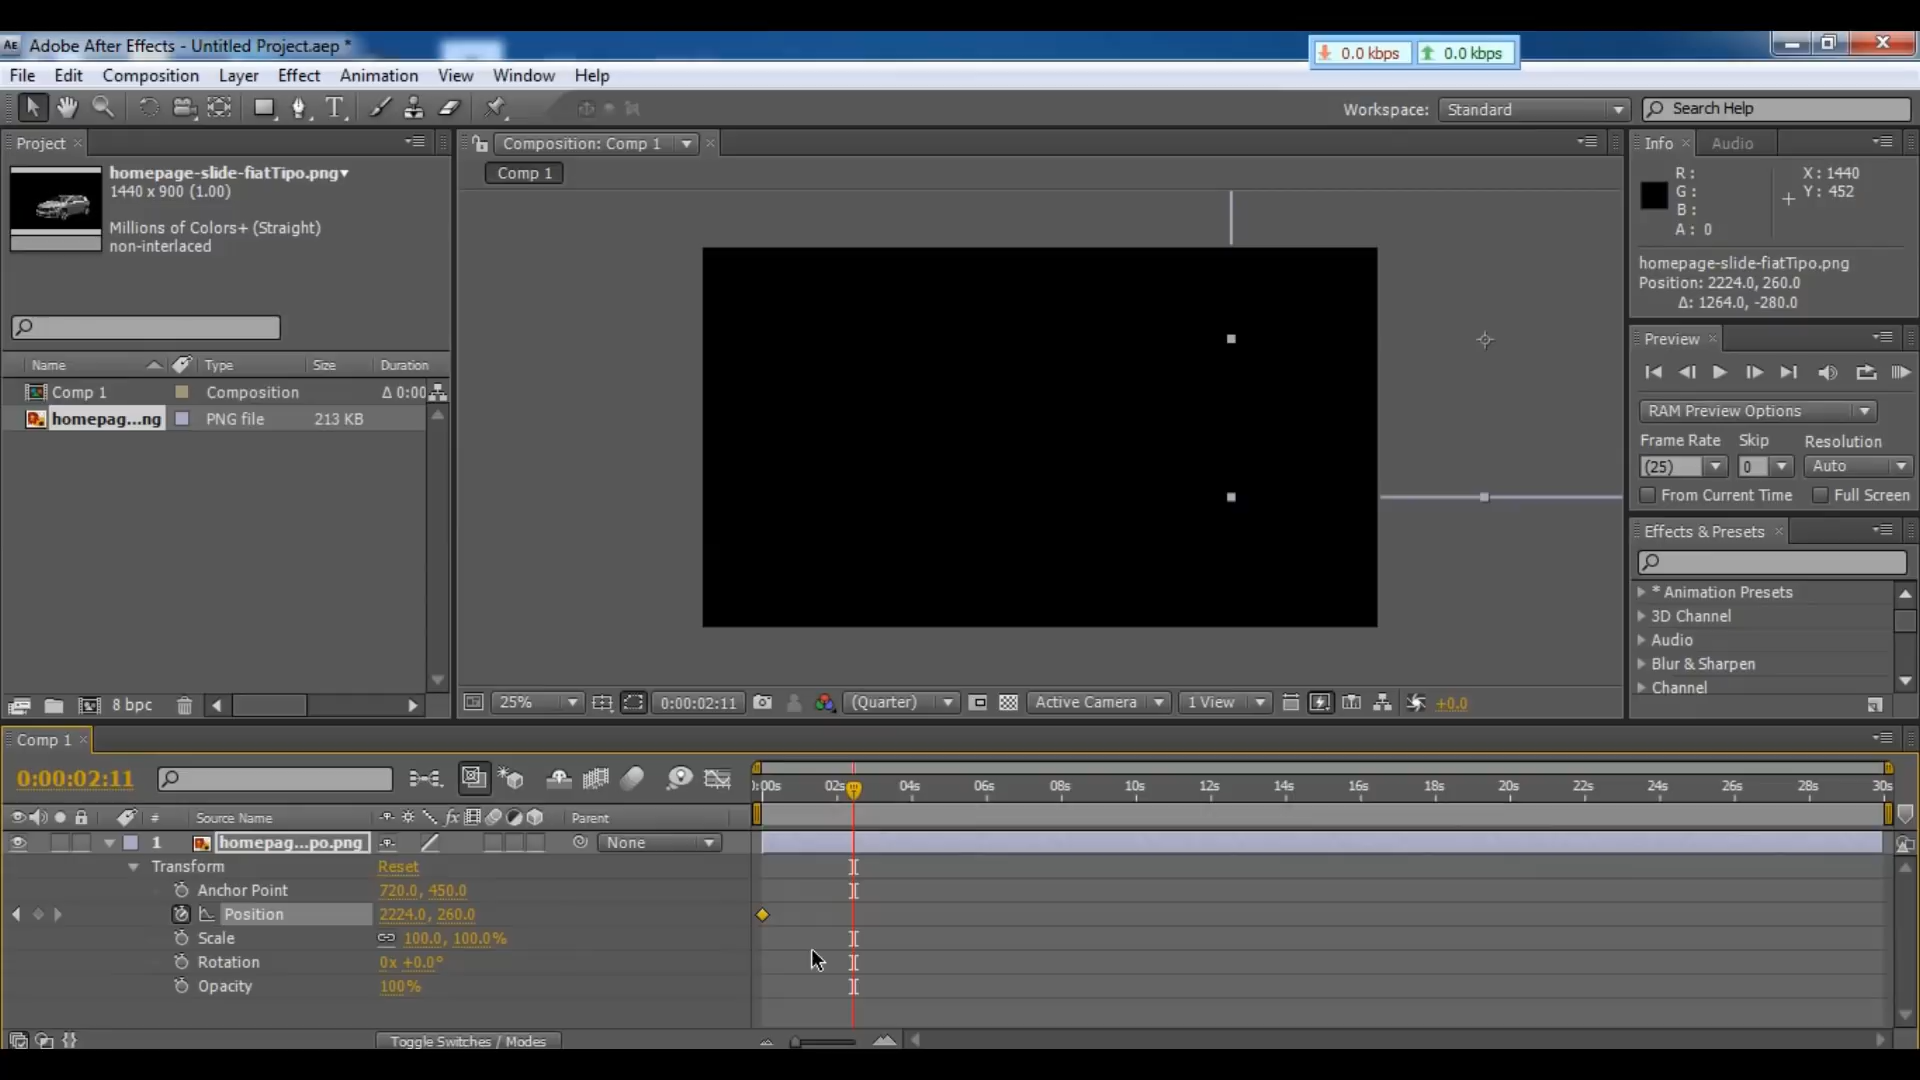 AE Adobe After Effects - Untitled Project.aep *
0.0 kbps 0.0 kbps
File Edit Composition Layer Effect Animation View Window Help
T
Workspace: Standard Search Help
Project
Composition: Comp 1
Info Audio
homepage-slide-fiatTipo.png
1440 x 900 (1.00)
Millions of Colors+ (Straight)
non-interlaced
Comp 1
R :
G :
B :
A : 0
X : 1440
Y : 452
homepage-slide-fiatTipo.png
Position: 2224.0, 260.0
Δ: 1264.0, -280.0
Name Type Size Duration
Comp 1 Composition Δ 0:00
homepag...ng PNG file 213 KB
Preview
RAM Preview Options
Frame Rate Skip Resolution
(25) 0 Auto
From Current Time Full Screen
Effects & Presets
* Animation Presets
3D Channel
Audio
Blur & Sharpen
Channel
8 bpc
25% 0:00:02:11 (Quarter) Active Camera 1 View +0.0
Comp 1
0:00:02:11
0:00s 02s 04s 06s 08s 10s 12s 14s 16s 18s 20s 22s 24s 26s 28s 30s
# Source Name fx Parent
1 homepag...po.png None
Transform Reset
Anchor Point 720.0, 450.0
Position 2224.0, 260.0
Scale 100.0, 100.0%
Rotation 0x +0.0°
Opacity 100%
Toggle Switches / Modes